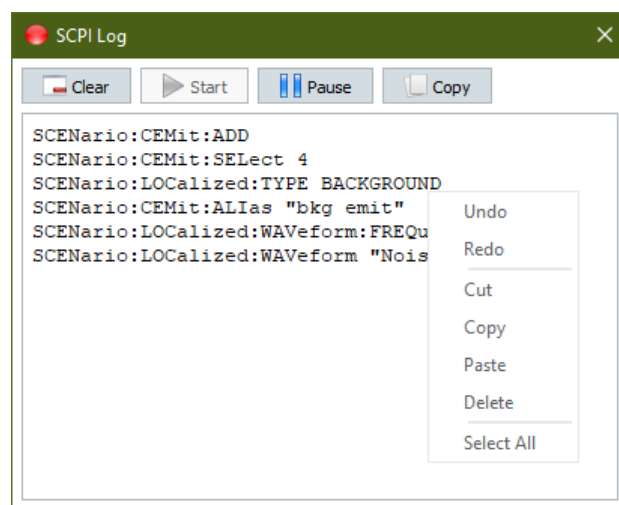 SCPI Log
Clear Start Pause Copy
SCENario:CEMit:ADD
SCENario:CEMit:SELect 4
SCENario:LOCalized:TYPE BACKGROUND
SCENario:CEMit:ALIas "bkg emit"
SCENario:LOCalized:WAVeform:FREQu
SCENario:LOCalized:WAVeform "Nois
Undo
Redo
Cut
Copy
Paste
Delete
Select All